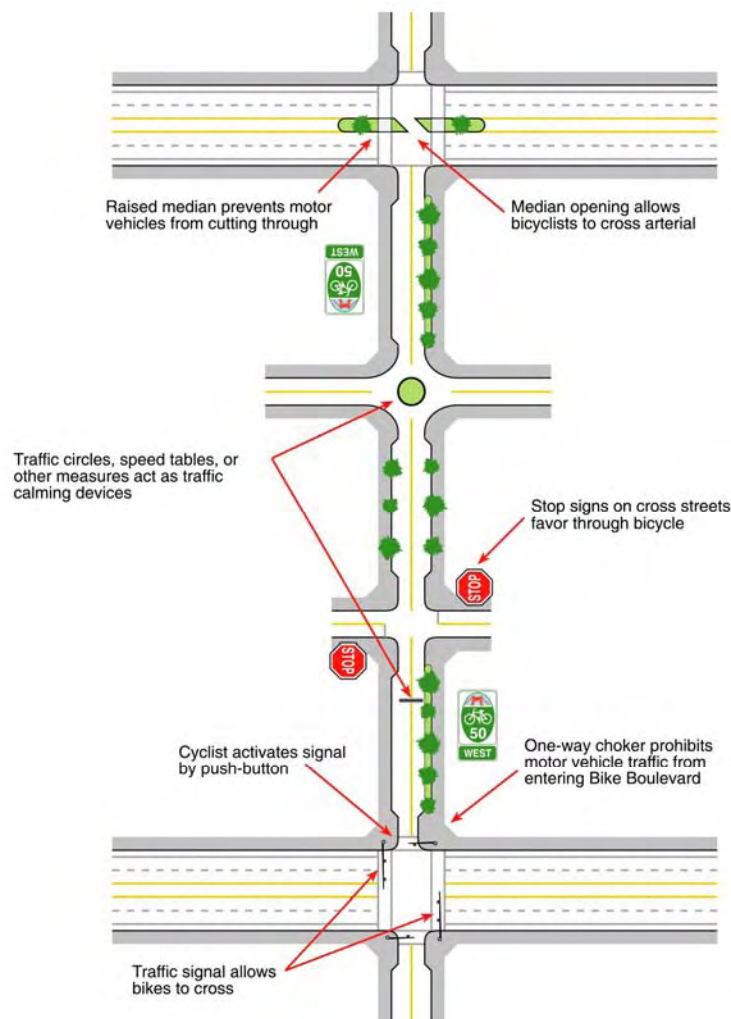 Raised median prevents motor
vehicles from cutting through
Median opening allows
bicyclists to cross arterial
WEST
50
Traffic circles, speed tables, or
other measures act as traffic
calming devices
Stop signs on cross streets
favor through bicycle
STOP
STOP
50
WEST
Cyclist activates signal
by push-button
One-way choker prohibits
motor vehicle traffic from
entering Bike Boulevard
Traffic signal allows
bikes to cross